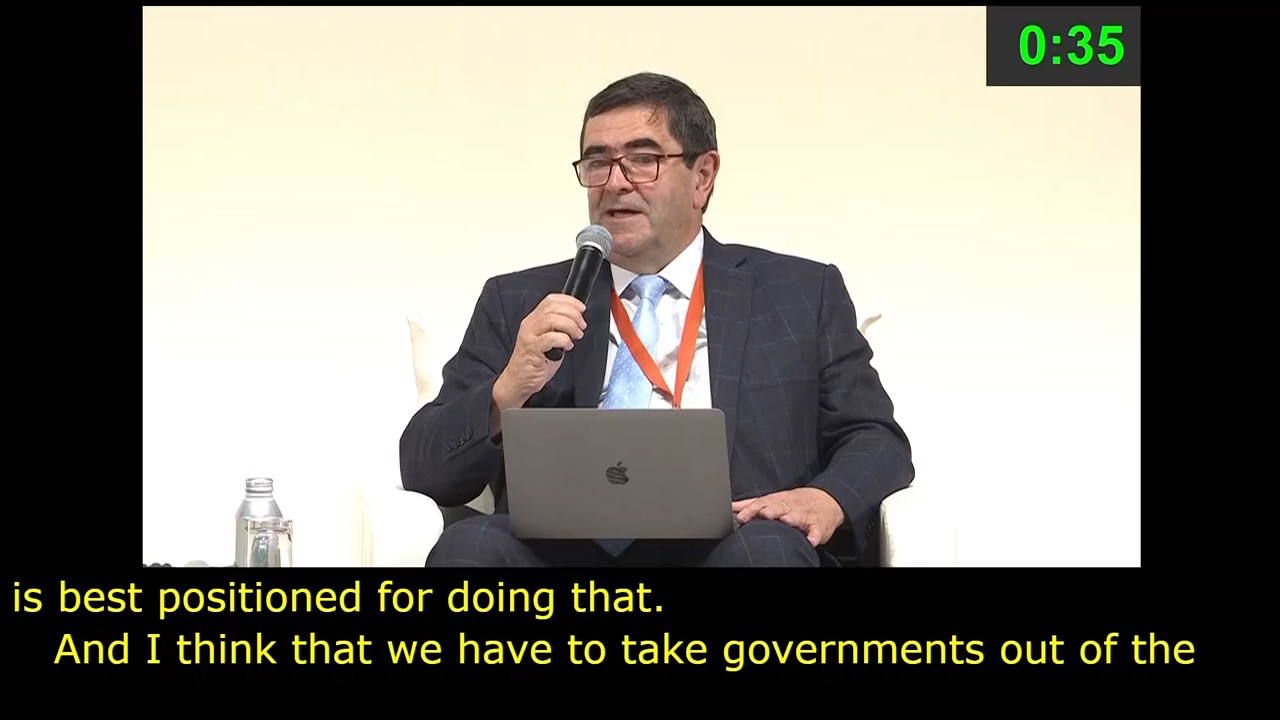 0:35
is best positioned for doing that.
And I think that we have to take governments out of the